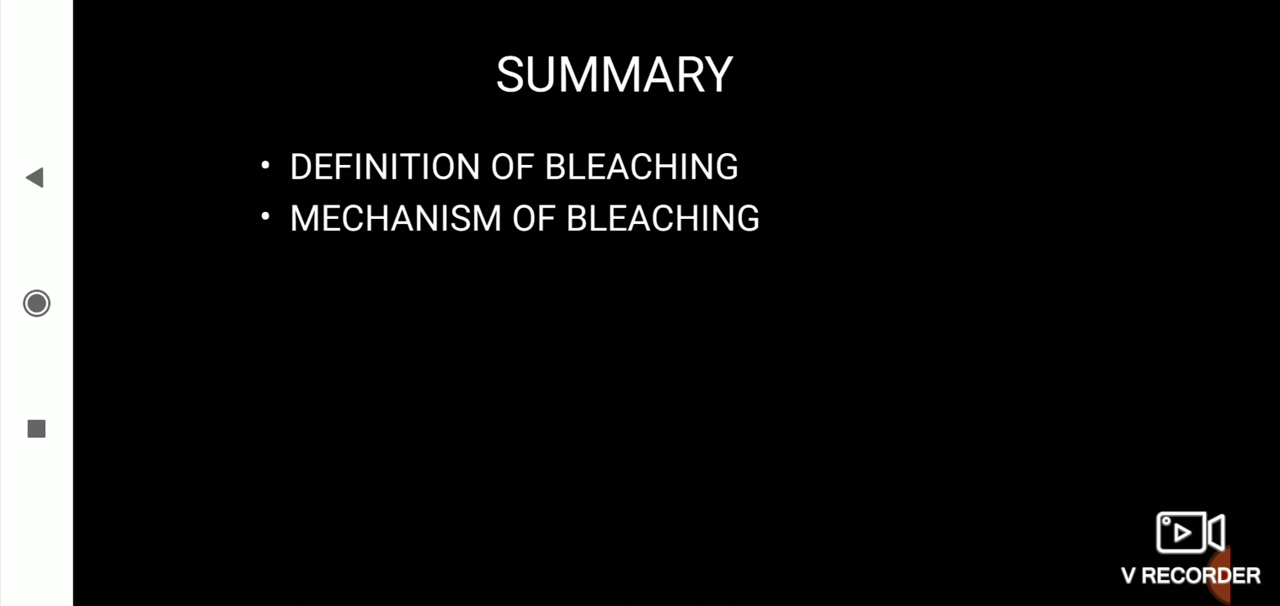 SUMMARY
• DEFINITION OF BLEACHING
• MECHANISM OF BLEACHING
V RECORDER